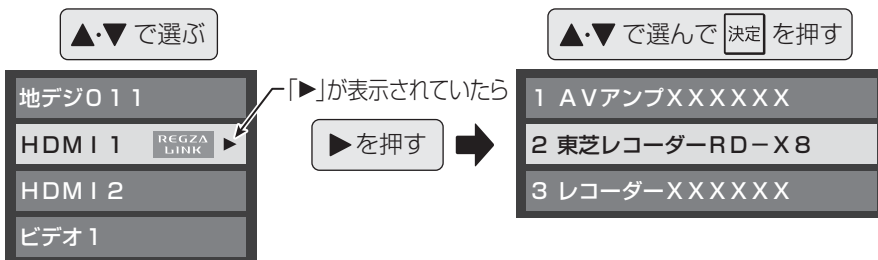 ▲·▼で選ぶ
地デジ011
HDMI1 REGZA LINK ▶
HDMI2
ビデオ1
「▶」が表示されていたら
▶を押す
▲·▼で選んで 決定 を押す
1 AVアンプXXXXXX
2 東芝レコーダーRD-X8
3 レコーダーXXXXXX